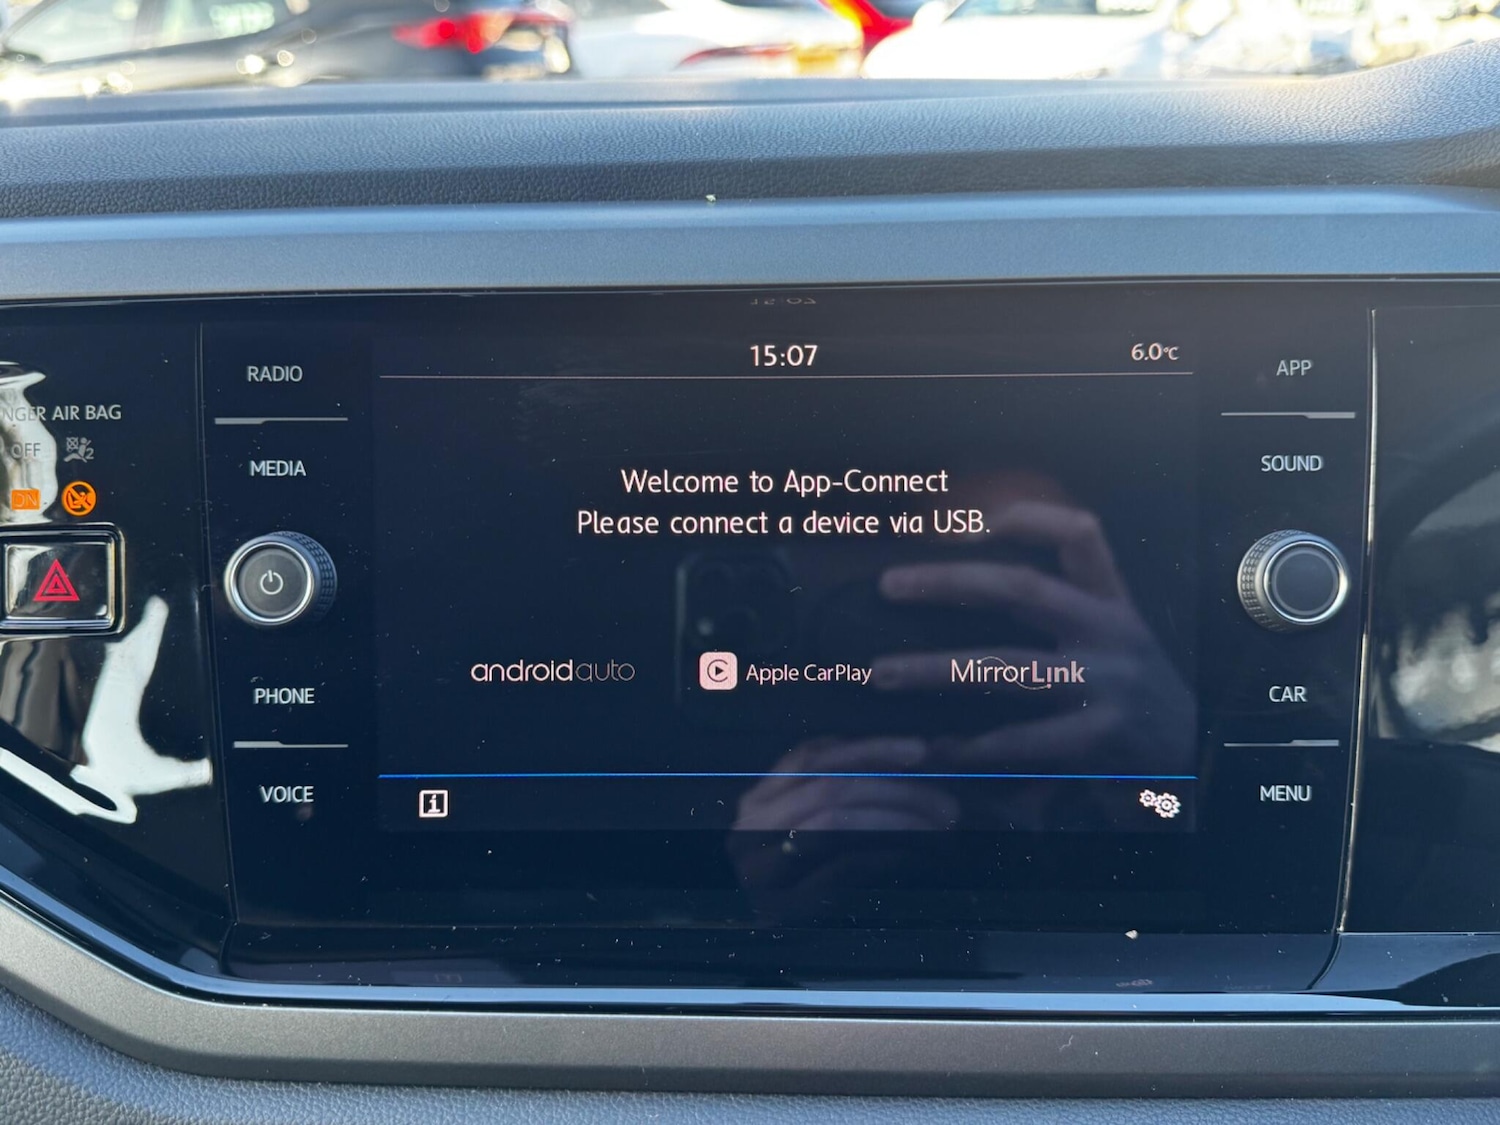 15:07
6.0°C
RADIO
APP
AIR BAG
OFF
MEDIA
SOUND
Welcome to App-Connect
Please connect a device via USB.
ON
androidauto
Apple CarPlay
MirrorLink
PHONE
CAR
VOICE
i
MENU